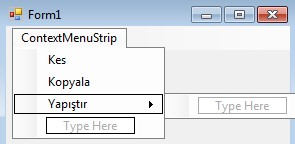 Form1
ContextMenuStrip
Kes
Kopyala
Yapıştır
Type Here
Type Here